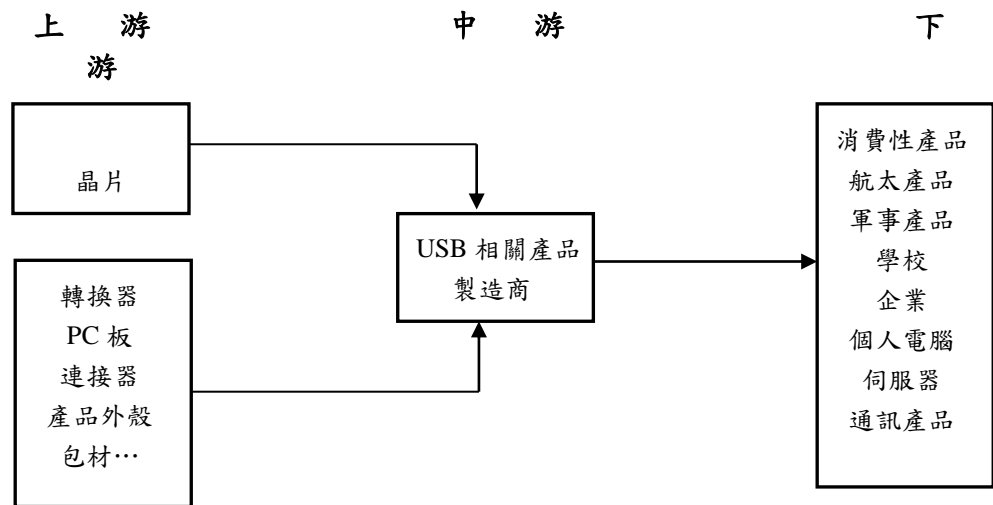 上 游 中 游 下
游
晶片
轉換器
PC 板
連接器
產品外殼
包材…
USB 相關產品
製造商
消費性產品
航太產品
軍事產品
學校
企業
個人電腦
伺服器
通訊產品